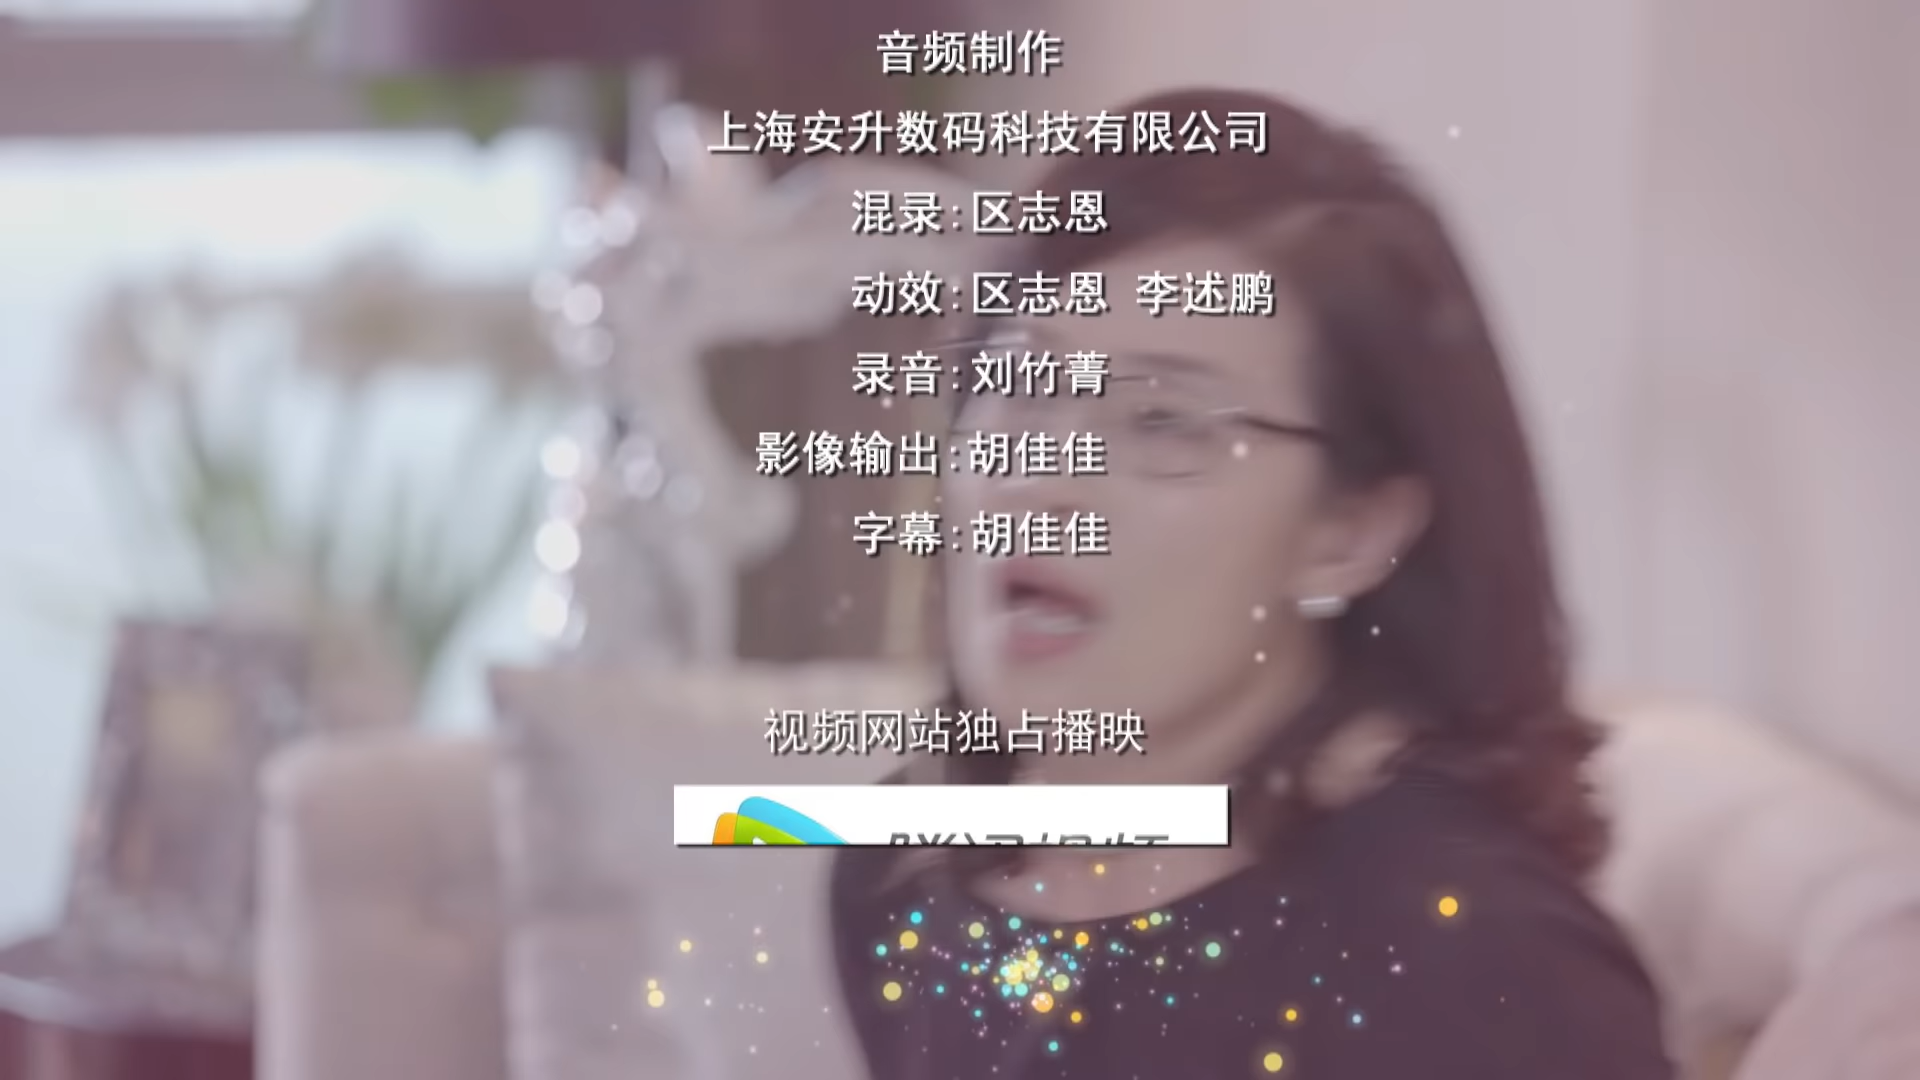 音频制作
上海安升数码科技有限公司
混录:区志恩
动效:区志恩 李述鹏
录音:刘竹菁
影像输出:胡佳佳
字幕:胡佳佳
视频网站独占播映